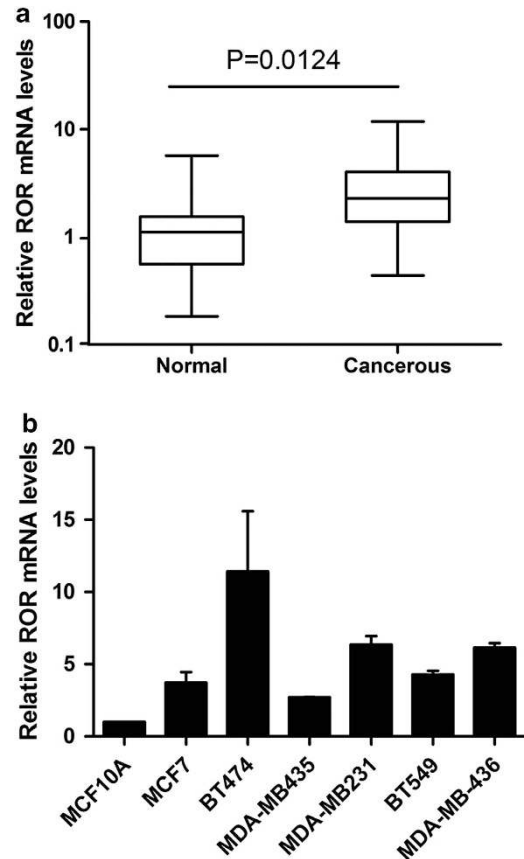 a
Relative ROR mRNA levels
100
10
1
0.1
P=0.0124
Normal
Cancerous
b
Relative ROR mRNA levels
20
15
10
5
0
MCF10A
MCF7
BT474
MDA-MB435
MDA-MB231
BT549
MDA-MB-436